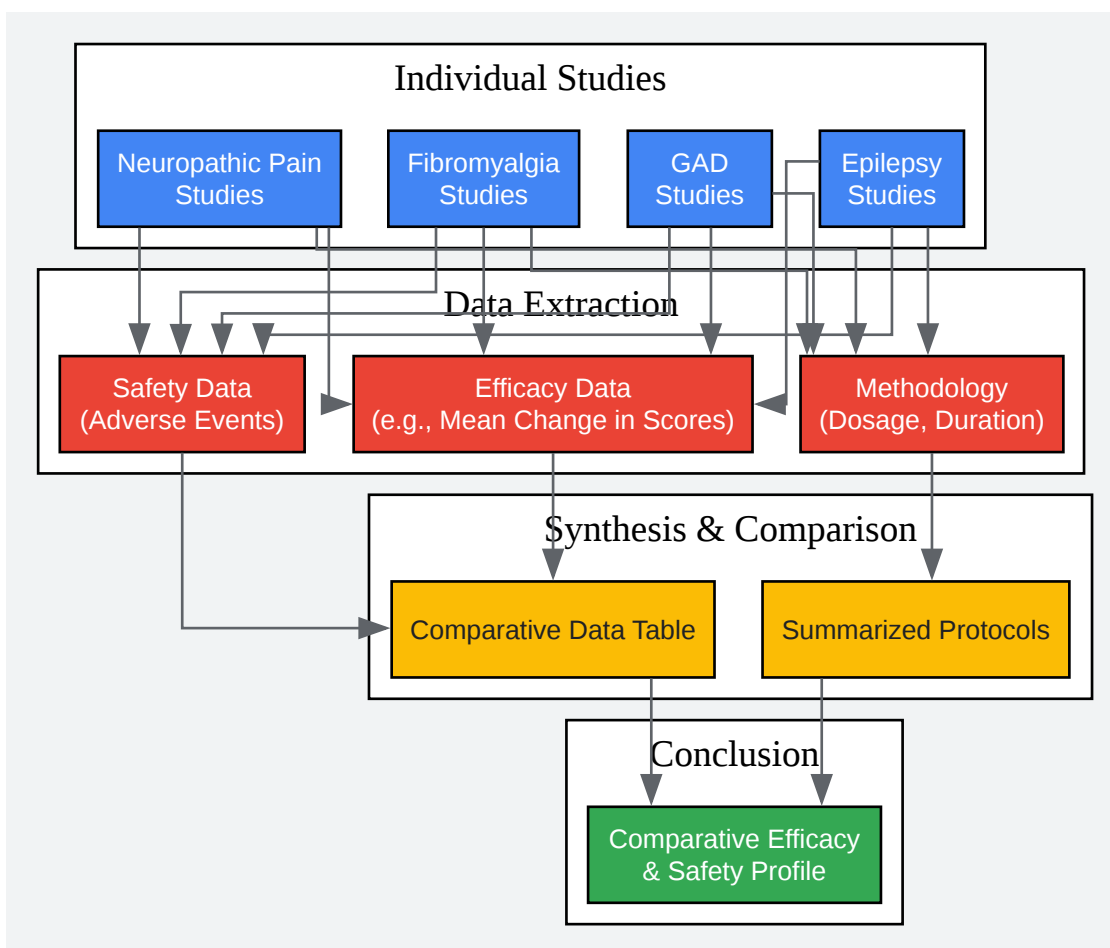 Individual Studies
Neuropathic Pain
Studies
Fibromyalgia
Studies
GAD
Studies
Epilepsy
Studies
Data Extraction
Safety Data
(Adverse Events)
Efficacy Data
(e.g., Mean Change in Scores)
Methodology
(Dosage, Duration)
Synthesis & Comparison
Comparative Data Table
Summarized Protocols
Conclusion
Comparative Efficacy
& Safety Profile